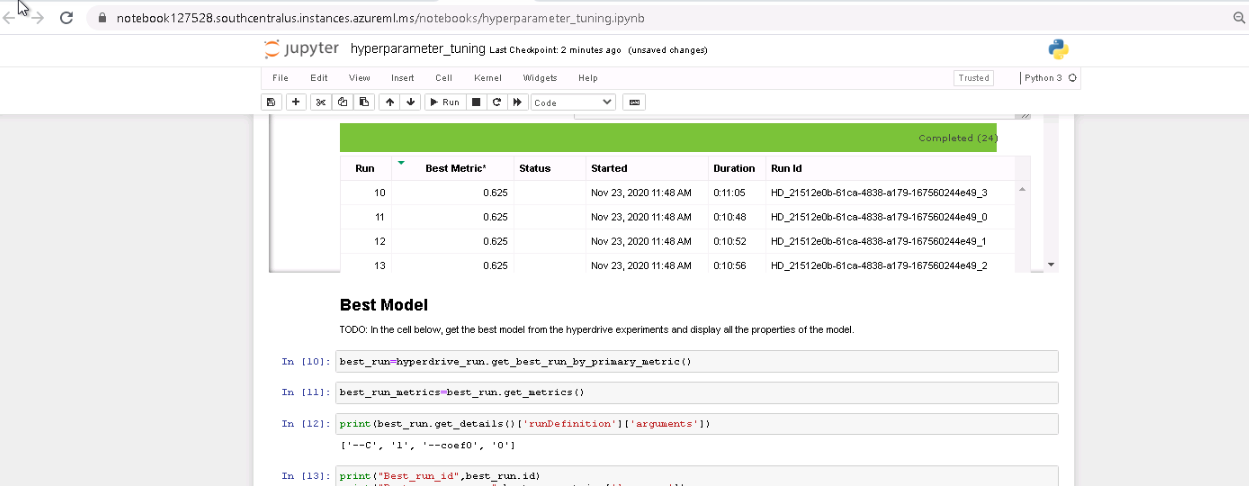 notebook127528.southcentralus.instances.azureml.ms/notebooks/hyperparameter_tuning.ipynb
jupyter hyperparameter_tuning Last Checkpoint: 2 minutes ago (unsaved changes)
File Edit View Insert Cell Kernel Widgets Help Trusted Python 3
Run Code
Completed (24)
Run Best Metric* Status Started Duration Run Id
10 0.625 Nov 23, 2020 11:48 AM 0:11:05 HD_21512e0b-61ca-4838-a179-167560244e49_3
11 0.625 Nov 23, 2020 11:48 AM 0:10:48 HD_21512e0b-61ca-4838-a179-167560244e49_0
12 0.625 Nov 23, 2020 11:48 AM 0:10:52 HD_21512e0b-61ca-4838-a179-167560244e49_1
13 0.625 Nov 23, 2020 11:48 AM 0:10:56 HD_21512e0b-61ca-4838-a179-167560244e49_2
Best Model
TODO: In the cell below, get the best model from the hyperdrive experiments and display all the properties of the model.
In [10]: best_run=hyperdrive_run.get_best_run_by_primary_metric()
In [11]: best_run_metrics=best_run.get_metrics()
In [12]: print(best_run.get_details()['runDefinition']['arguments'])
['--C', '1', '--coef0', '0']
In [13]: print("Best_run_id",best_run.id)